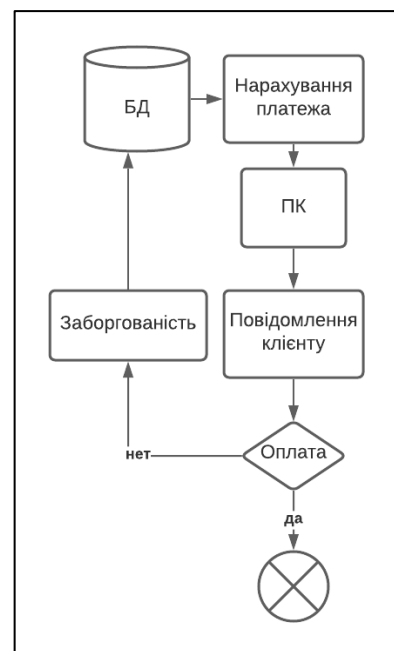 БД
Нарахування
платежа
ПК
Заборгованість
Повідомлення
клієнту
Оплата
нет
да